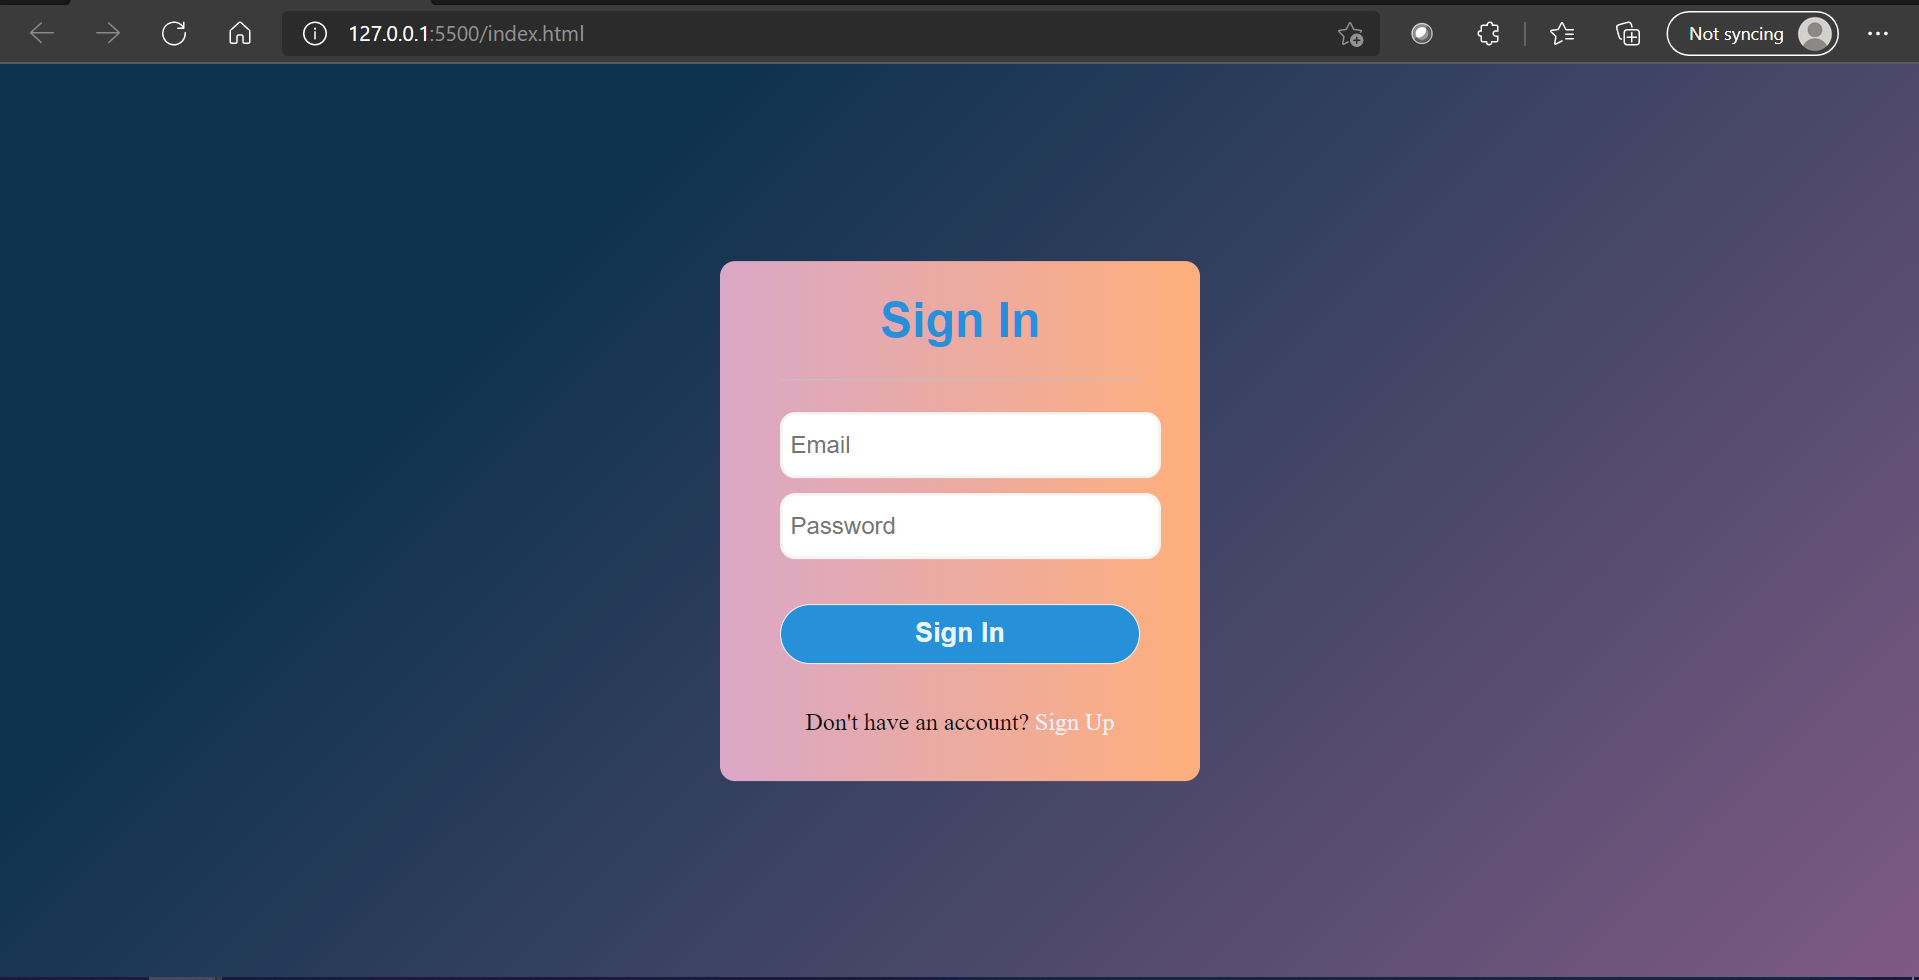 127.0.0.1:5500/index.html
Not syncing
Sign In
Email
Password
Sign In
Don't have an account? Sign Up